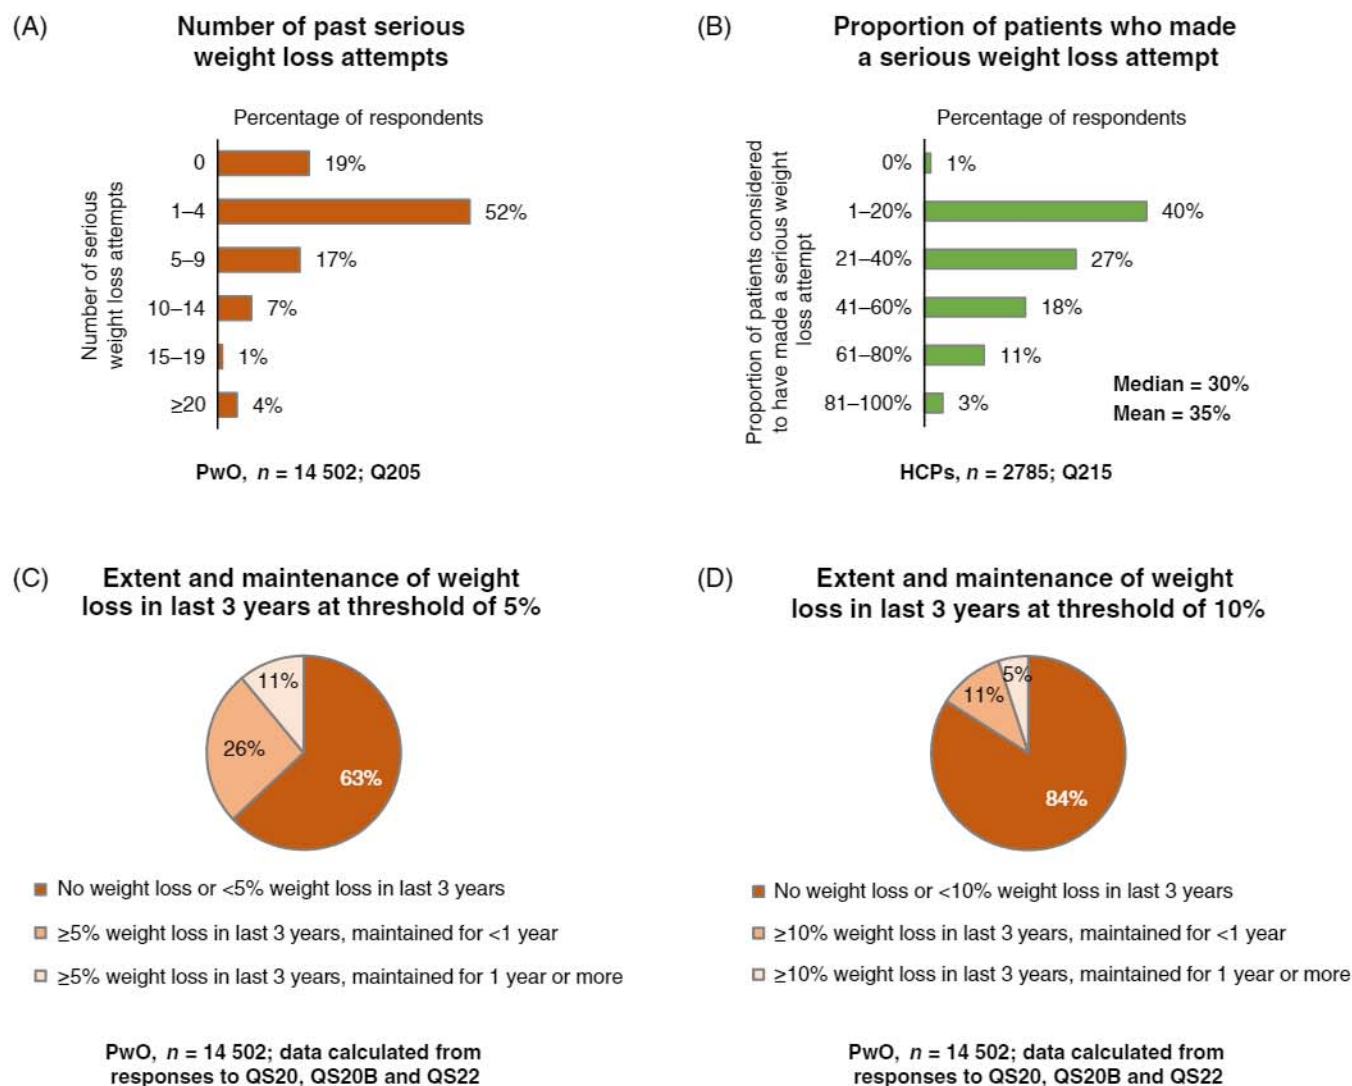 (A)
Number of past serious
weight loss attempts
Percentage of respondents
Number of serious
weight loss attempts
0 19%
1–4 52%
5–9 17%
10–14 7%
15–19 1%
≥20 4%
PwO, n = 14 502; Q205
(B)
Proportion of patients who made
a serious weight loss attempt
Percentage of respondents
Proportion of patients considered
to have made a serious weight
loss attempt
0% 1%
1–20% 40%
21–40% 27%
41–60% 18%
61–80% 11%
81–100% 3%
Median = 30%
Mean = 35%
HCPs, n = 2785; Q215
(C)
Extent and maintenance of weight
loss in last 3 years at threshold of 5%
11%
26%
63%
No weight loss or <5% weight loss in last 3 years
≥5% weight loss in last 3 years, maintained for <1 year
≥5% weight loss in last 3 years, maintained for 1 year or more
PwO, n = 14 502; data calculated from
responses to QS20, QS20B and QS22
(D)
Extent and maintenance of weight
loss in last 3 years at threshold of 10%
5%
11%
84%
No weight loss or <10% weight loss in last 3 years
≥10% weight loss in last 3 years, maintained for <1 year
≥10% weight loss in last 3 years, maintained for 1 year or more
PwO, n = 14 502; data calculated from
responses to QS20, QS20B and QS22